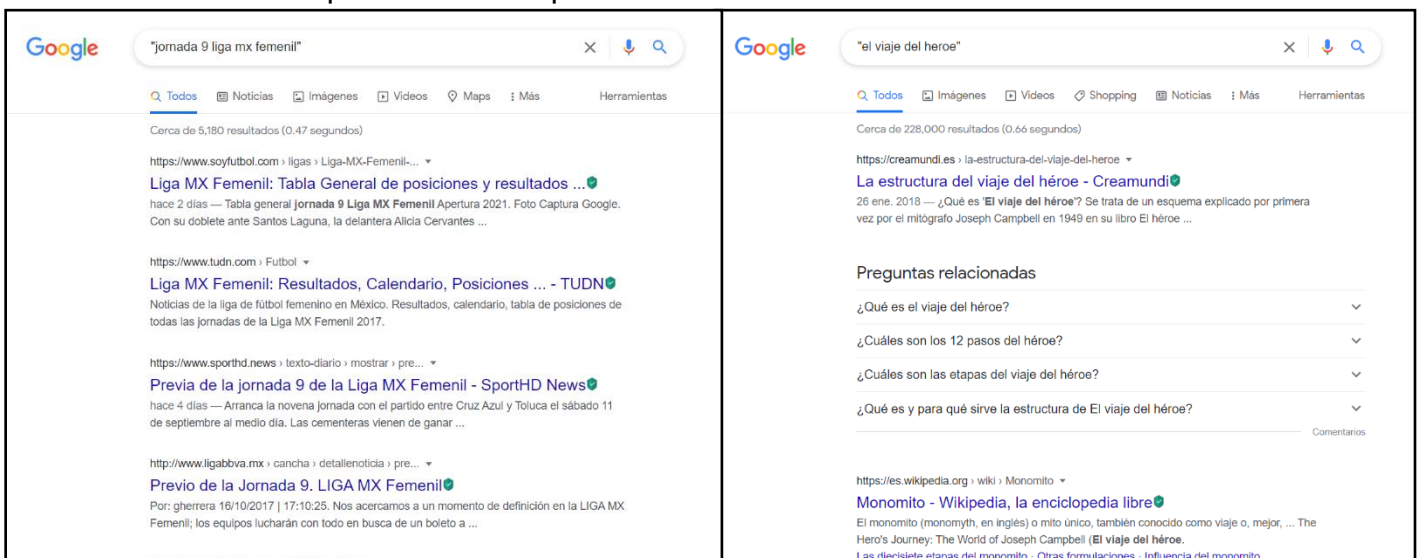 Google
"jornada 9 liga mx femenil"
Todos Noticias Imágenes Videos Maps Más Herramientas
Cerca de 5,180 resultados (0.47 segundos)
https://www.soyfutbol.com › ligas › Liga-MX-Femenil-...
Liga MX Femenil: Tabla General de posiciones y resultados ...
hace 2 días — Tabla general jornada 9 Liga MX Femenil Apertura 2021. Foto Captura Google.
Con su doblete ante Santos Laguna, la delantera Alicia Cervantes ...
https://www.tudn.com › Futbol
Liga MX Femenil: Resultados, Calendario, Posiciones ... - TUDN
Noticias de la liga de fútbol femenino en México. Resultados, calendario, tabla de posiciones de
todas las jornadas de la Liga MX Femenil 2017.
https://www.sporthd.news › texto-diario › mostrar › pre...
Previa de la jornada 9 de la Liga MX Femenil - SportHD News
hace 4 días — Arranca la novena jornada con el partido entre Cruz Azul y Toluca el sábado 11
de septiembre al medio día. Las cementeras vienen de ganar ...
http://www.ligabbva.mx › cancha › detallenoticia › pre...
Previo de la Jornada 9. LIGA MX Femenil
Por: gherrera 16/10/2017 | 17:10:25. Nos acercamos a un momento de definición en la LIGA MX
Femenil; los equipos lucharán con todo en busca de un boleto a ...
Google
"el viaje del heroe"
Todos Imágenes Videos Shopping Noticias Más Herramientas
Cerca de 228,000 resultados (0.66 segundos)
https://creamundi.es › la-estructura-del-viaje-del-heroe
La estructura del viaje del héroe - Creamundi
26 ene. 2018 — ¿Qué es 'El viaje del héroe'? Se trata de un esquema explicado por primera
vez por el mitógrafo Joseph Campbell en 1949 en su libro El héroe ...
Preguntas relacionadas
¿Qué es el viaje del héroe?
¿Cuáles son los 12 pasos del héroe?
¿Cuáles son las etapas del viaje del héroe?
¿Qué es y para qué sirve la estructura de El viaje del héroe?
Comentarios
https://es.wikipedia.org › wiki › Monomito
Monomito - Wikipedia, la enciclopedia libre
El monomito (monomyth, en inglés) o mito único, también conocido como viaje o, mejor, ... The
Hero's Journey: The World of Joseph Campbell (El viaje del héroe.
Las diecisiete etapas del monomito · Otras formulaciones · Influencia del monomito